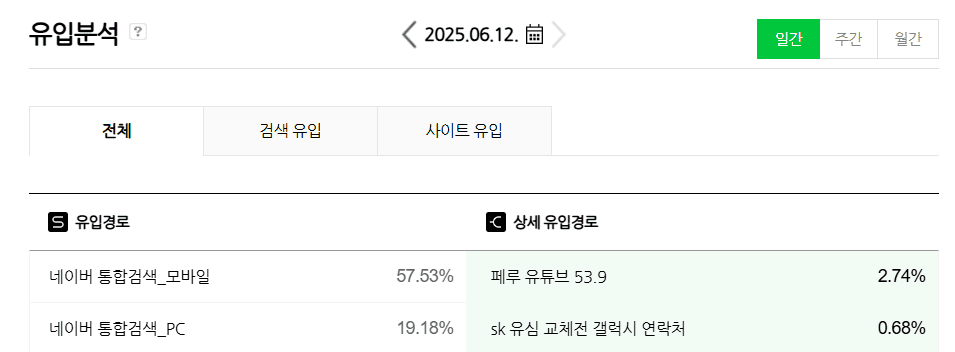 유입분석 ?
2025.06.12.
일간 주간 월간
전체 검색 유입 사이트 유입
유입경로 상세 유입경로
네이버 통합검색_모바일 57.53% 페루 유튜브 53.9 2.74%
네이버 통합검색_PC 19.18% sk 유심 교체전 갤럭시 연락처 0.68%